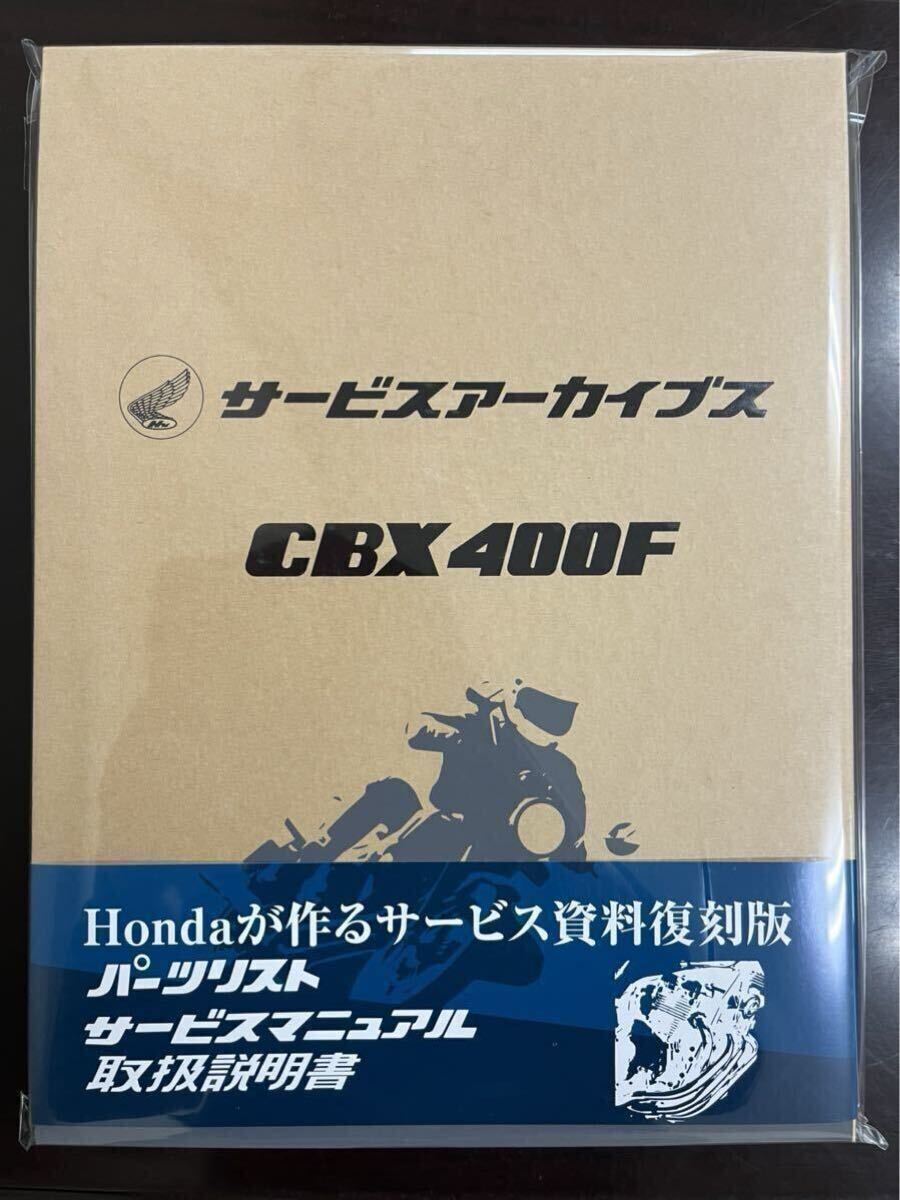 サービスアーカイブス
CBX400F
Hondaが作るサービス資料復刻版
パーツリスト
サービスマニュアル
取扱説明書